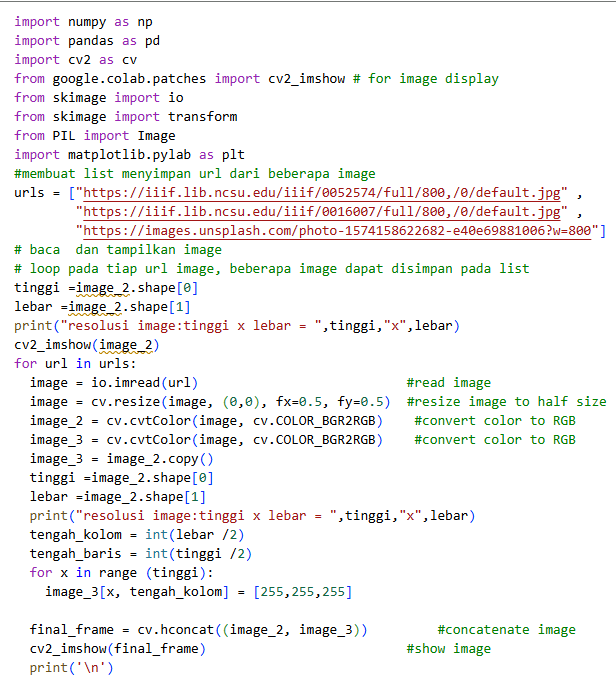 import numpy as np
import pandas as pd
import cv2 as cv
from google.colab.patches import cv2_imshow # for image display
from skimage import io
from skimage import transform
from PIL import Image
import matplotlib.pylab as plt
#membuat list menyimpan url dari beberapa image
urls = ["https://iiif.lib.ncsu.edu/iiif/0052574/full/800,/0/default.jpg" ,
        "https://iiif.lib.ncsu.edu/iiif/0016007/full/800,/0/default.jpg" ,
        "https://images.unsplash.com/photo-1574158622682-e40e69881006?w=800"]
# baca  dan tampilkan image
# loop pada tiap url image, beberapa image dapat disimpan pada list
tinggi =image_2.shape[0]
lebar =image_2.shape[1]
print("resolusi image:tinggi x lebar = ",tinggi,"x",lebar)
cv2_imshow(image_2)
for url in urls:
  image = io.imread(url)                          #read image
  image = cv.resize(image, (0,0), fx=0.5, fy=0.5)  #resize image to half size
  image_2 = cv.cvtColor(image, cv.COLOR_BGR2RGB)    #convert color to RGB
  image_3 = cv.cvtColor(image, cv.COLOR_BGR2RGB)    #convert color to RGB
  image_3 = image_2.copy()
  tinggi =image_2.shape[0]
  lebar =image_2.shape[1]
  print("resolusi image:tinggi x lebar = ",tinggi,"x",lebar)
  tengah_kolom = int(lebar /2)
  tengah_baris = int(tinggi /2)
  for x in range (tinggi):
    image_3[x, tengah_kolom] = [255,255,255]
  final_frame = cv.hconcat((image_2, image_3))         #concatenate image
  cv2_imshow(final_frame)                         #show image
  print('\n')